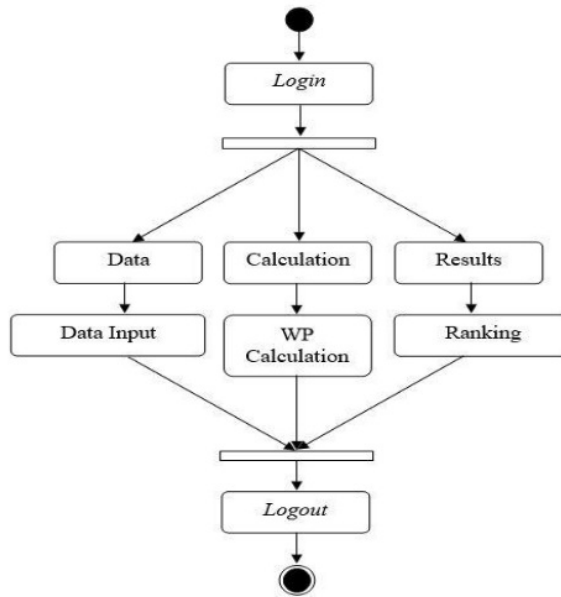 Login
Data
Calculation
Results
Data Input
WP
Calculation
Ranking
Logout